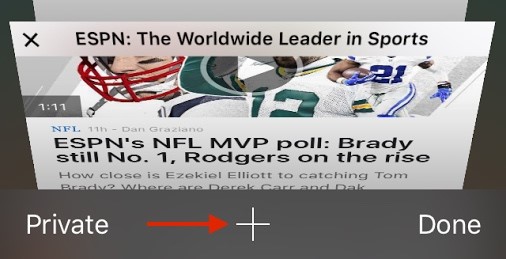 ESPN: The Worldwide Leader in Sports
21
12
1:11
NFL 11h - Dan Graziano
ESPN's NFL MVP poll: Brady
still No. 1, Rodgers on the rise
How close is Ezekiel Elliott to catching Tom
Brady? Where are Derek Carr and Dak
Private
Done